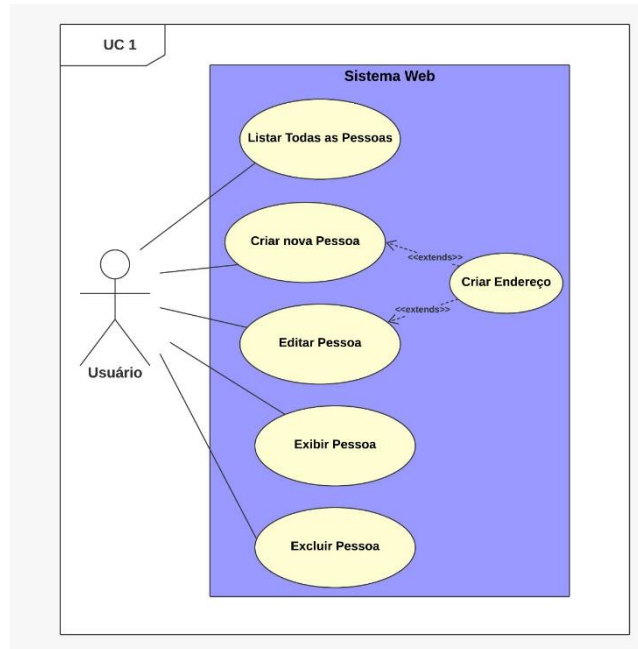 UC 1
Sistema Web
Listar Todas as Pessoas
Criar nova Pessoa
<<extends>>
Criar Endereço
<<extends>>
Editar Pessoa
Usuário
Exibir Pessoa
Excluir Pessoa